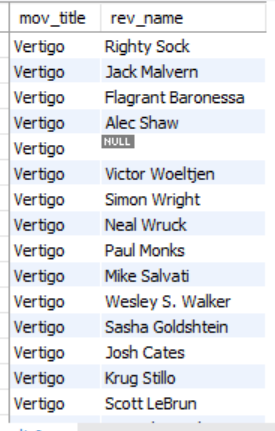 mov_title rev_name
Vertigo Righty Sock
Vertigo Jack Malvern
Vertigo Flagrant Baronessa
Vertigo Alec Shaw
Vertigo NULL
Vertigo Victor Woeltjen
Vertigo Simon Wright
Vertigo Neal Wruck
Vertigo Paul Monks
Vertigo Mike Salvati
Vertigo Wesley S. Walker
Vertigo Sasha Goldshtein
Vertigo Josh Cates
Vertigo Krug Stillo
Vertigo Scott LeBrun